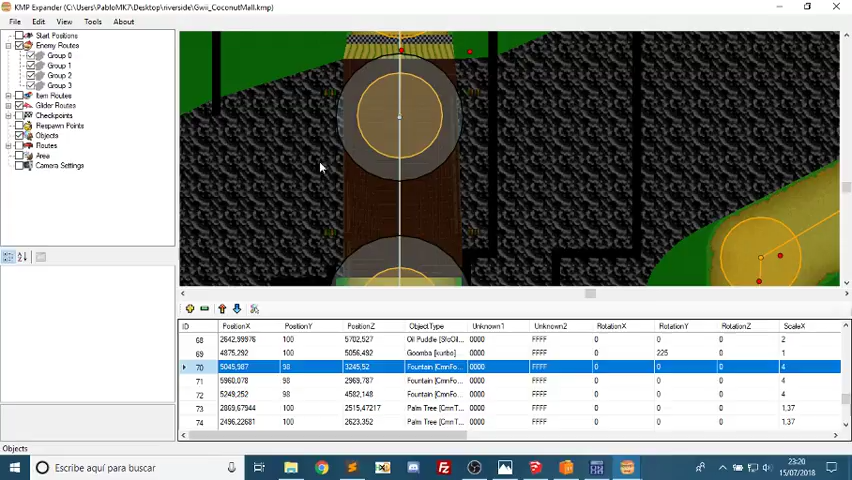 KMP Expander (C:\Users\PabloMK7\Desktop\riverside\Gwii_CoconutMall.kmp)
File Edit View Tools About
Start Positions
Enemy Routes
Group 0
Group 1
Group 2
Group 3
Item Routes
Glider Routes
Checkpoints
Respawn Points
Objects
Routes
Area
Camera Settings
ID PositionX PositionY PositionZ ObjectType Unknown1 Unknown2 RotationX RotationY RotationZ ScaleX
68 2642,99976 100 5702,527 Oil Puddle [SfcOil... 0000 FFFF 0 0 0 2
69 4875,292 100 5056,492 Goomba [kuribo] 0000 FFFF 0 225 0 1
70 5045,987 98 3245,52 Fountain [CmnFo... 0000 FFFF 0 0 0 4
71 5960,078 98 2969,787 Fountain [CmnFo... 0000 FFFF 0 0 0 4
72 5249,252 98 4582,148 Fountain [CmnFo... 0000 FFFF 0 0 0 4
73 2869,67944 100 2515,47217 Palm Tree [CmnT... 0000 FFFF 0 0 0 1,37
74 2496,22681 100 2623,352 Palm Tree [CmnT... 0000 FFFF 0 0 0 1,37
Objects
Escribe aquí para buscar
23:20
15/07/2018